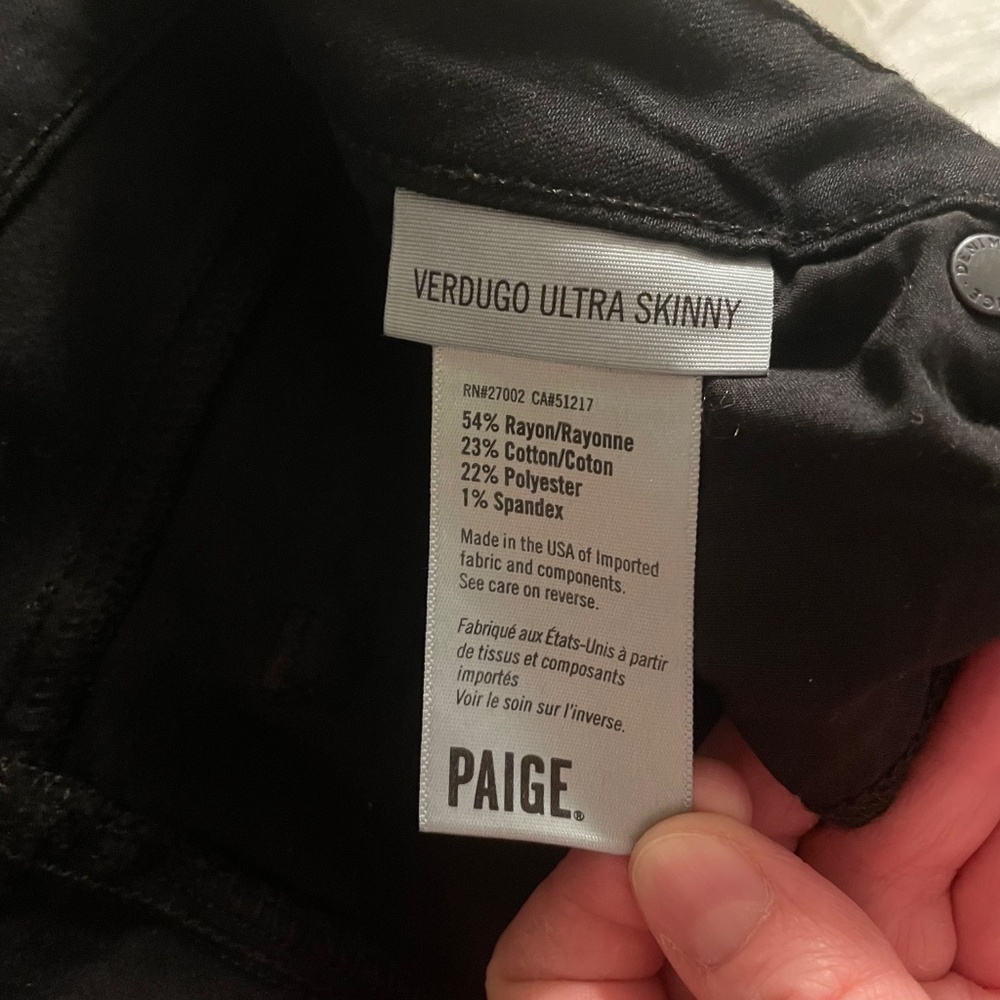 VERDUGO ULTRA SKINNY
RN#27002 CA#51217
54% Rayon/Rayonne
23% Cotton/Coton
22% Polyester
1% Spandex
Made in the USA of Imported
fabric and components.
See care on reverse.
Fabriqué aux États-Unis à partir
de tissus et composants
importés
Voir le soin sur l'inverse.
PAIGE®
DENIM